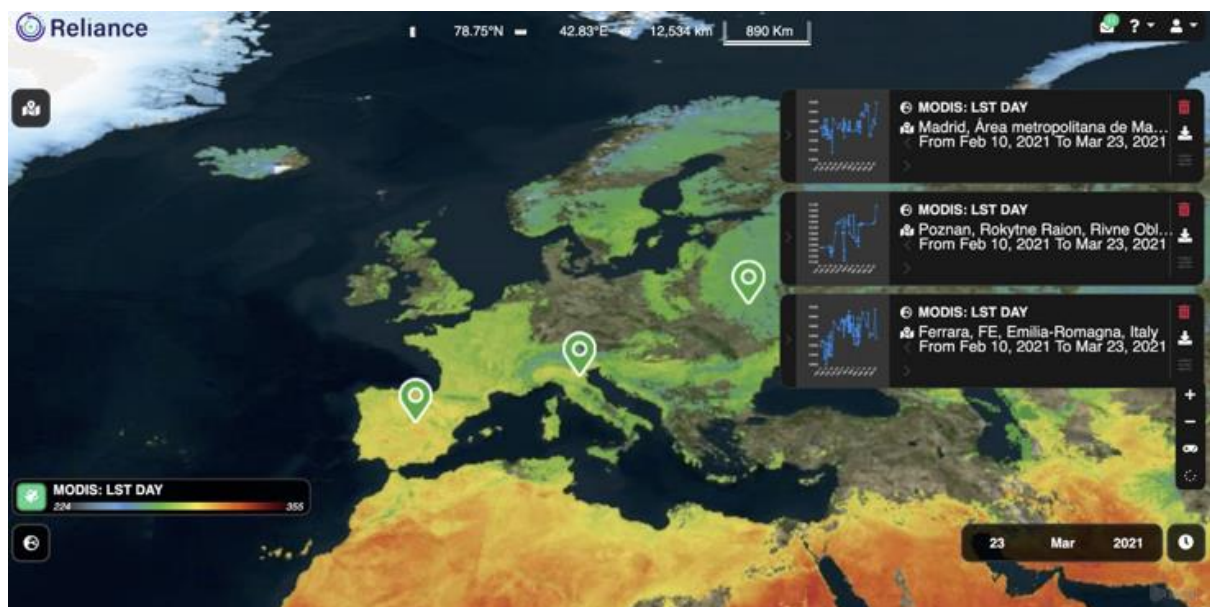 Reliance
78.75°N 42.83°E 12,534 km 890 Km
?
MODIS: LST DAY
Madrid, Área metropolitana de Ma...
From Feb 10, 2021 To Mar 23, 2021
MODIS: LST DAY
Poznan, Rokytne Raion, Rivne Obl...
From Feb 10, 2021 To Mar 23, 2021
MODIS: LST DAY
Ferrara, FE, Emilia-Romagna, Italy
From Feb 10, 2021 To Mar 23, 2021
MODIS: LST DAY
224 355
23 Mar 2021